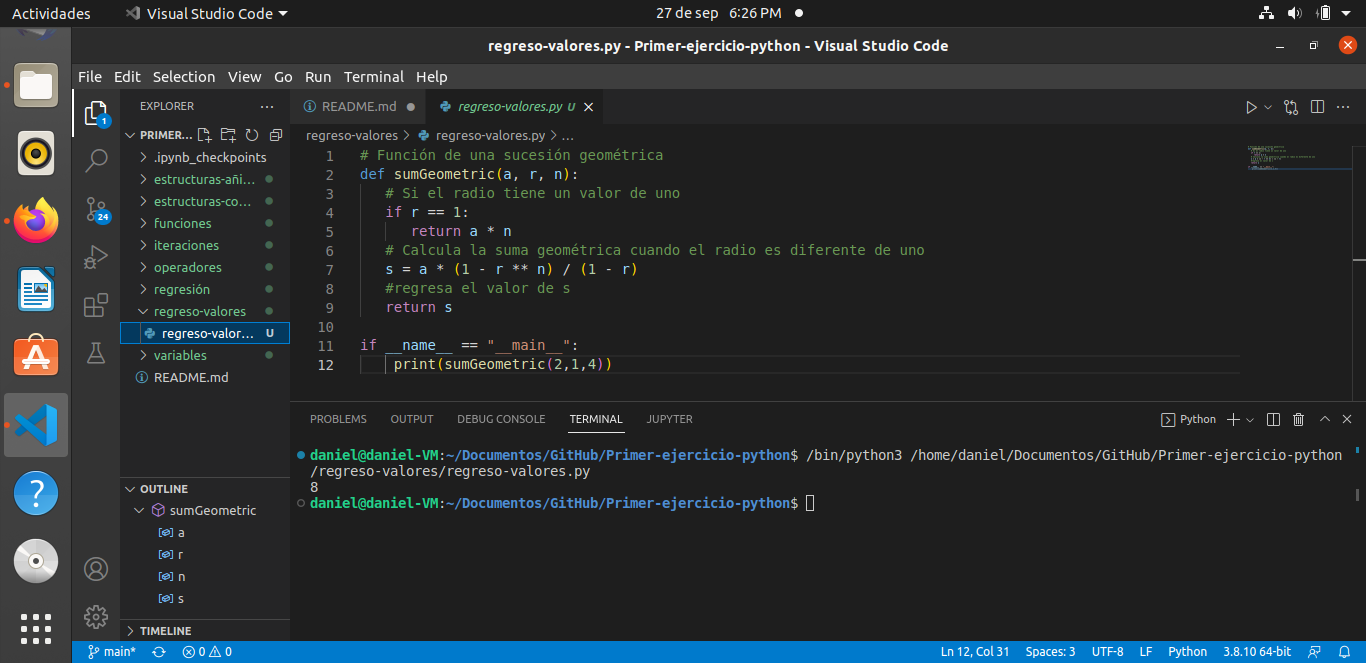 Actividades Visual Studio Code 27 de sep 6:26 PM
regreso-valores.py - Primer-ejercicio-python - Visual Studio Code
File Edit Selection View Go Run Terminal Help
EXPLORER ···
README.md
regreso-valores.py U
PRIMER...
.ipynb_checkpoints
estructuras-añi...
estructuras-co...
funciones
iteraciones
operadores
regresión
regreso-valores
regreso-valor... U
variables
README.md
1
24
OUTLINE
sumGeometric
a
r
n
s
TIMELINE
regreso-valores > regreso-valores.py > ...
1 # Función de una sucesión geométrica
2 def sumGeometric(a, r, n):
3 # Si el radio tiene un valor de uno
4 if r == 1:
5 return a * n
6 # Calcula la suma geométrica cuando el radio es diferente de uno
7 s = a * (1 - r ** n) / (1 - r)
8 #regresa el valor de s
9 return s
10
11 if __name__ == "__main__":
12 print(sumGeometric(2,1,4))
PROBLEMS OUTPUT DEBUG CONSOLE TERMINAL JUPYTER Python
daniel@daniel-VM:~/Documentos/GitHub/Primer-ejercicio-python$ /bin/python3 /home/daniel/Documentos/GitHub/Primer-ejercicio-python
/regreso-valores/regreso-valores.py
8
daniel@daniel-VM:~/Documentos/GitHub/Primer-ejercicio-python$
main* 0 0 Ln 12, Col 31 Spaces: 3 UTF-8 LF Python 3.8.10 64-bit